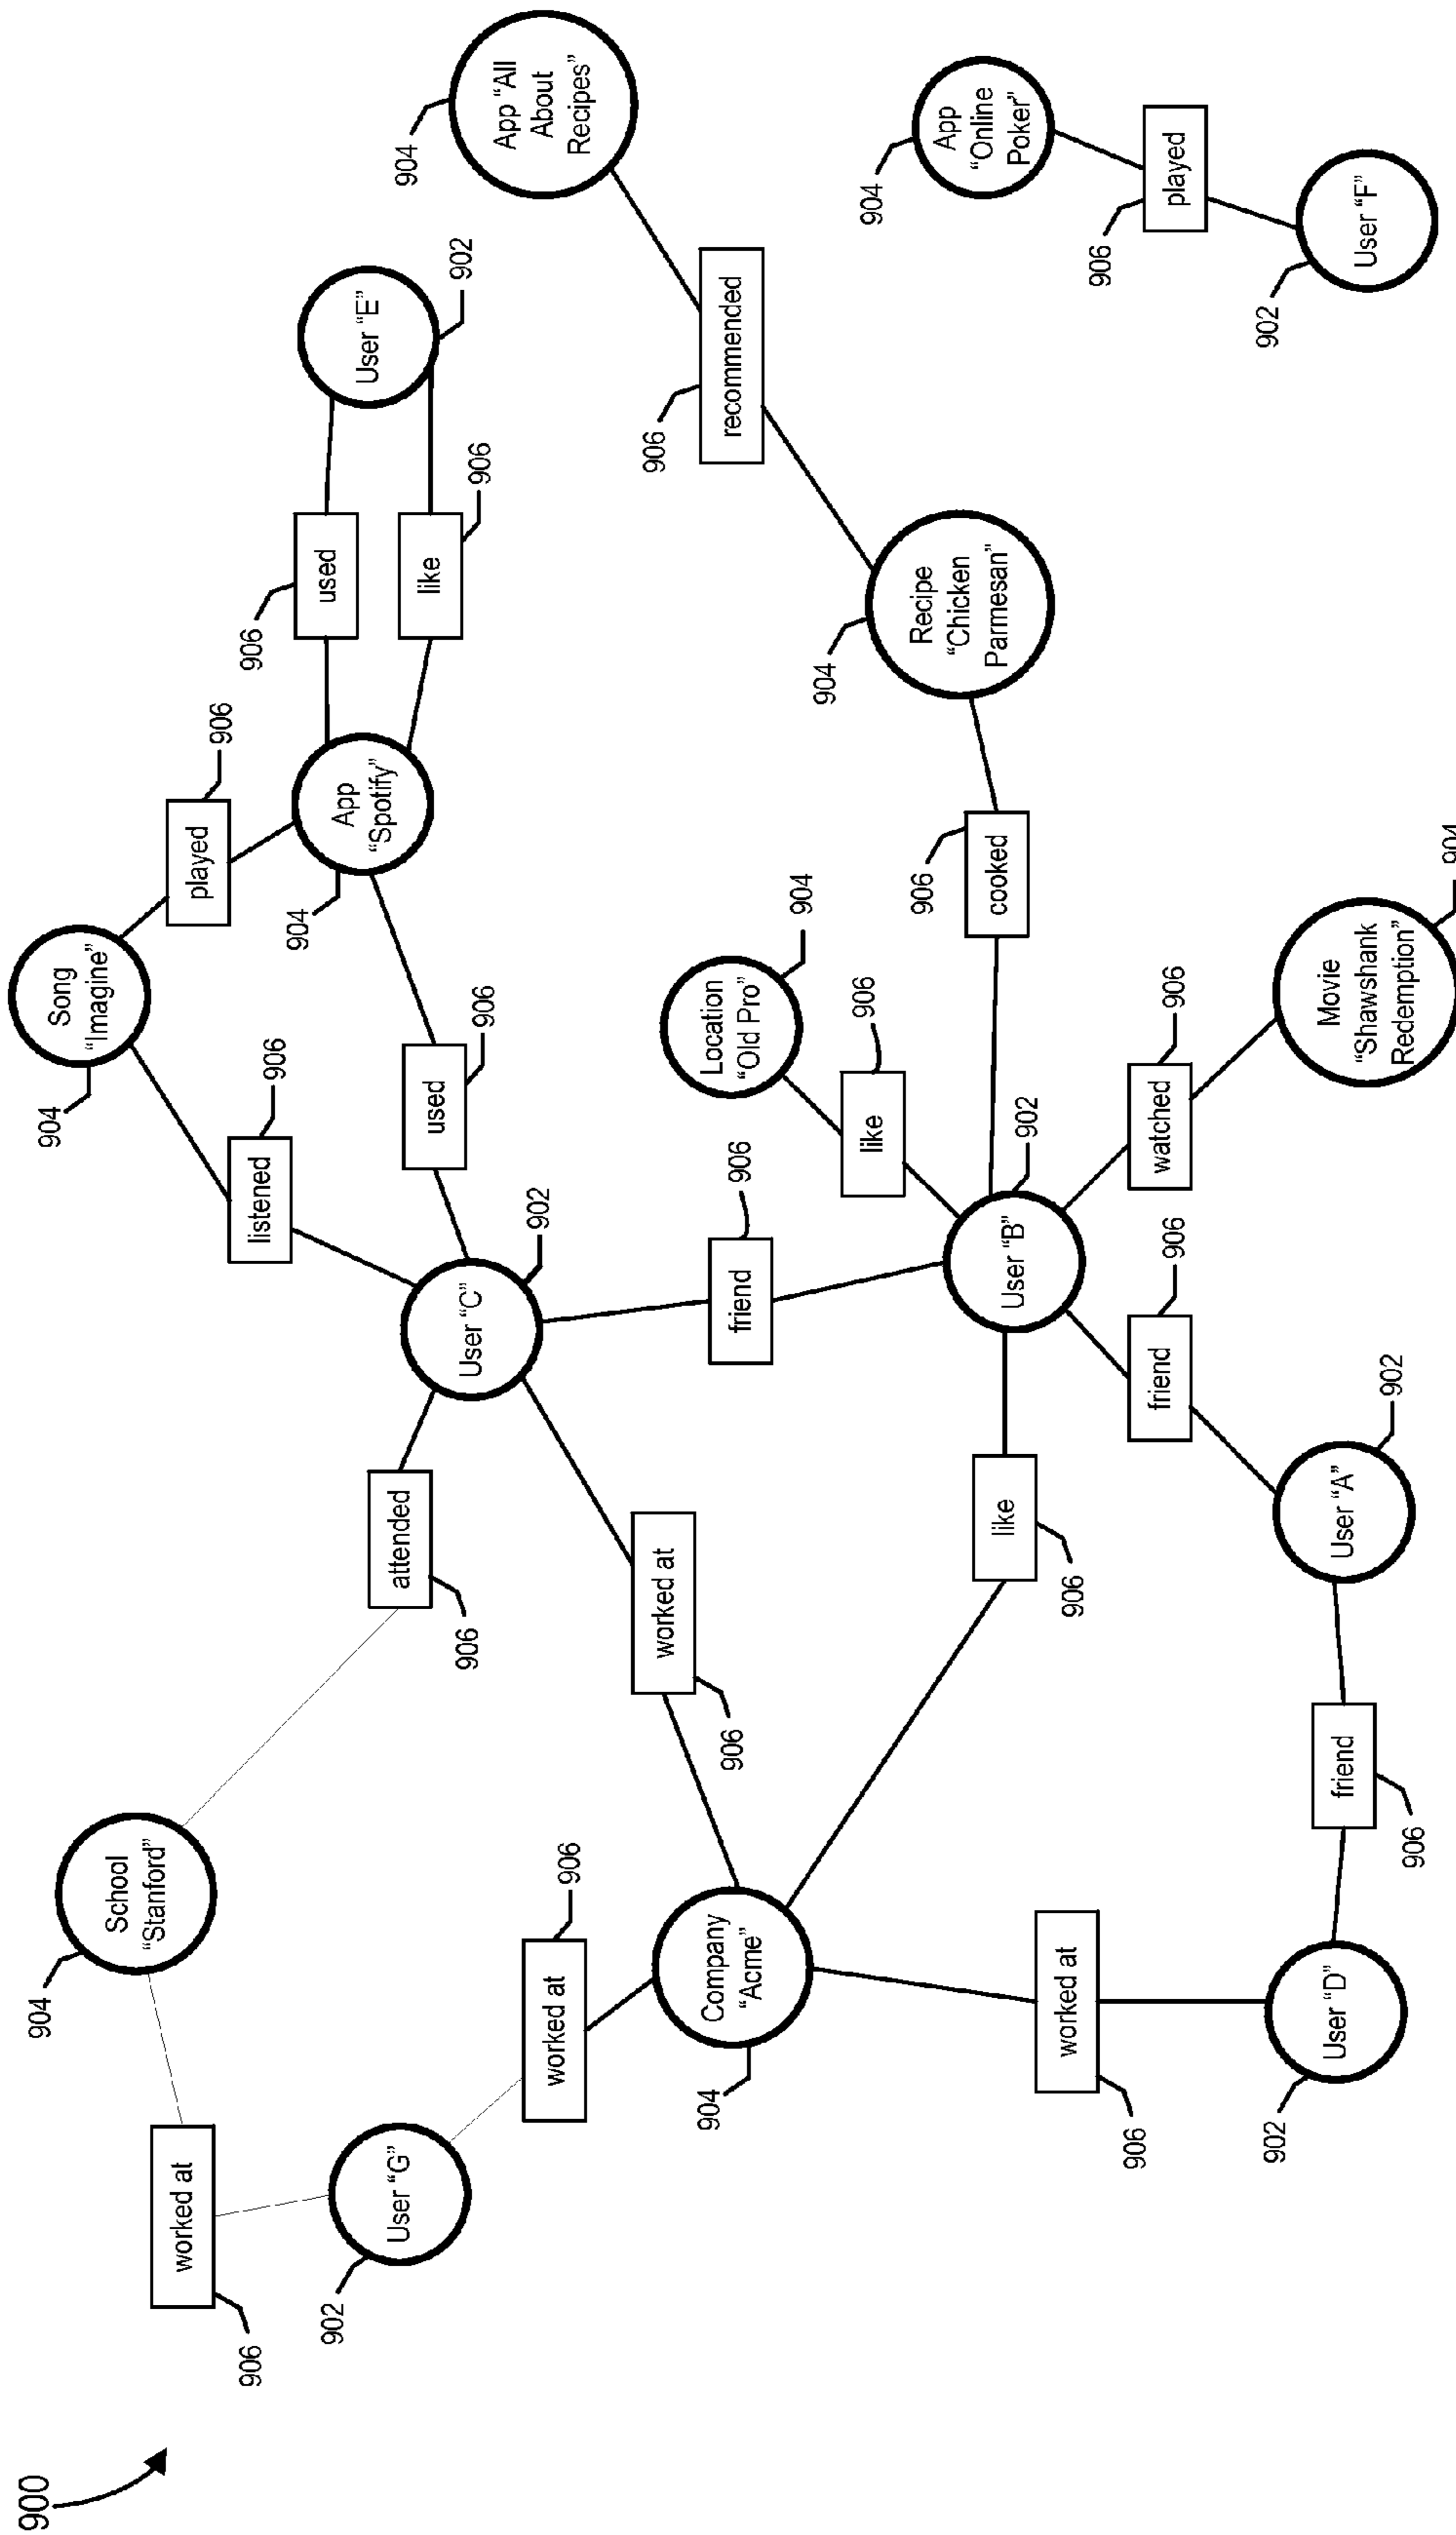 900
904
School
“Stanford”
904
Song
“Imagine”
worked at
906
played
906
listened
906
User “G”
902
attended
906
User “C”
902
used
906
904
App
“Spotify”
906
used
like
906
User “E”
902
904
App “All
About
Recipes”
worked at
906
worked at
906
friend
906
904
Company
“Acme”
Location
“Old Pro”
904
906
recommended
like
906
like
906
User “B”
902
906
cooked
904
Recipe
“Chicken
Parmesan”
904
App
“Online
Poker”
worked at
906
friend
906
watched
906
906
played
902
User “D”
friend
906
User “A”
902
Movie
“Shawshank
Redemption”
904
902
User “F”